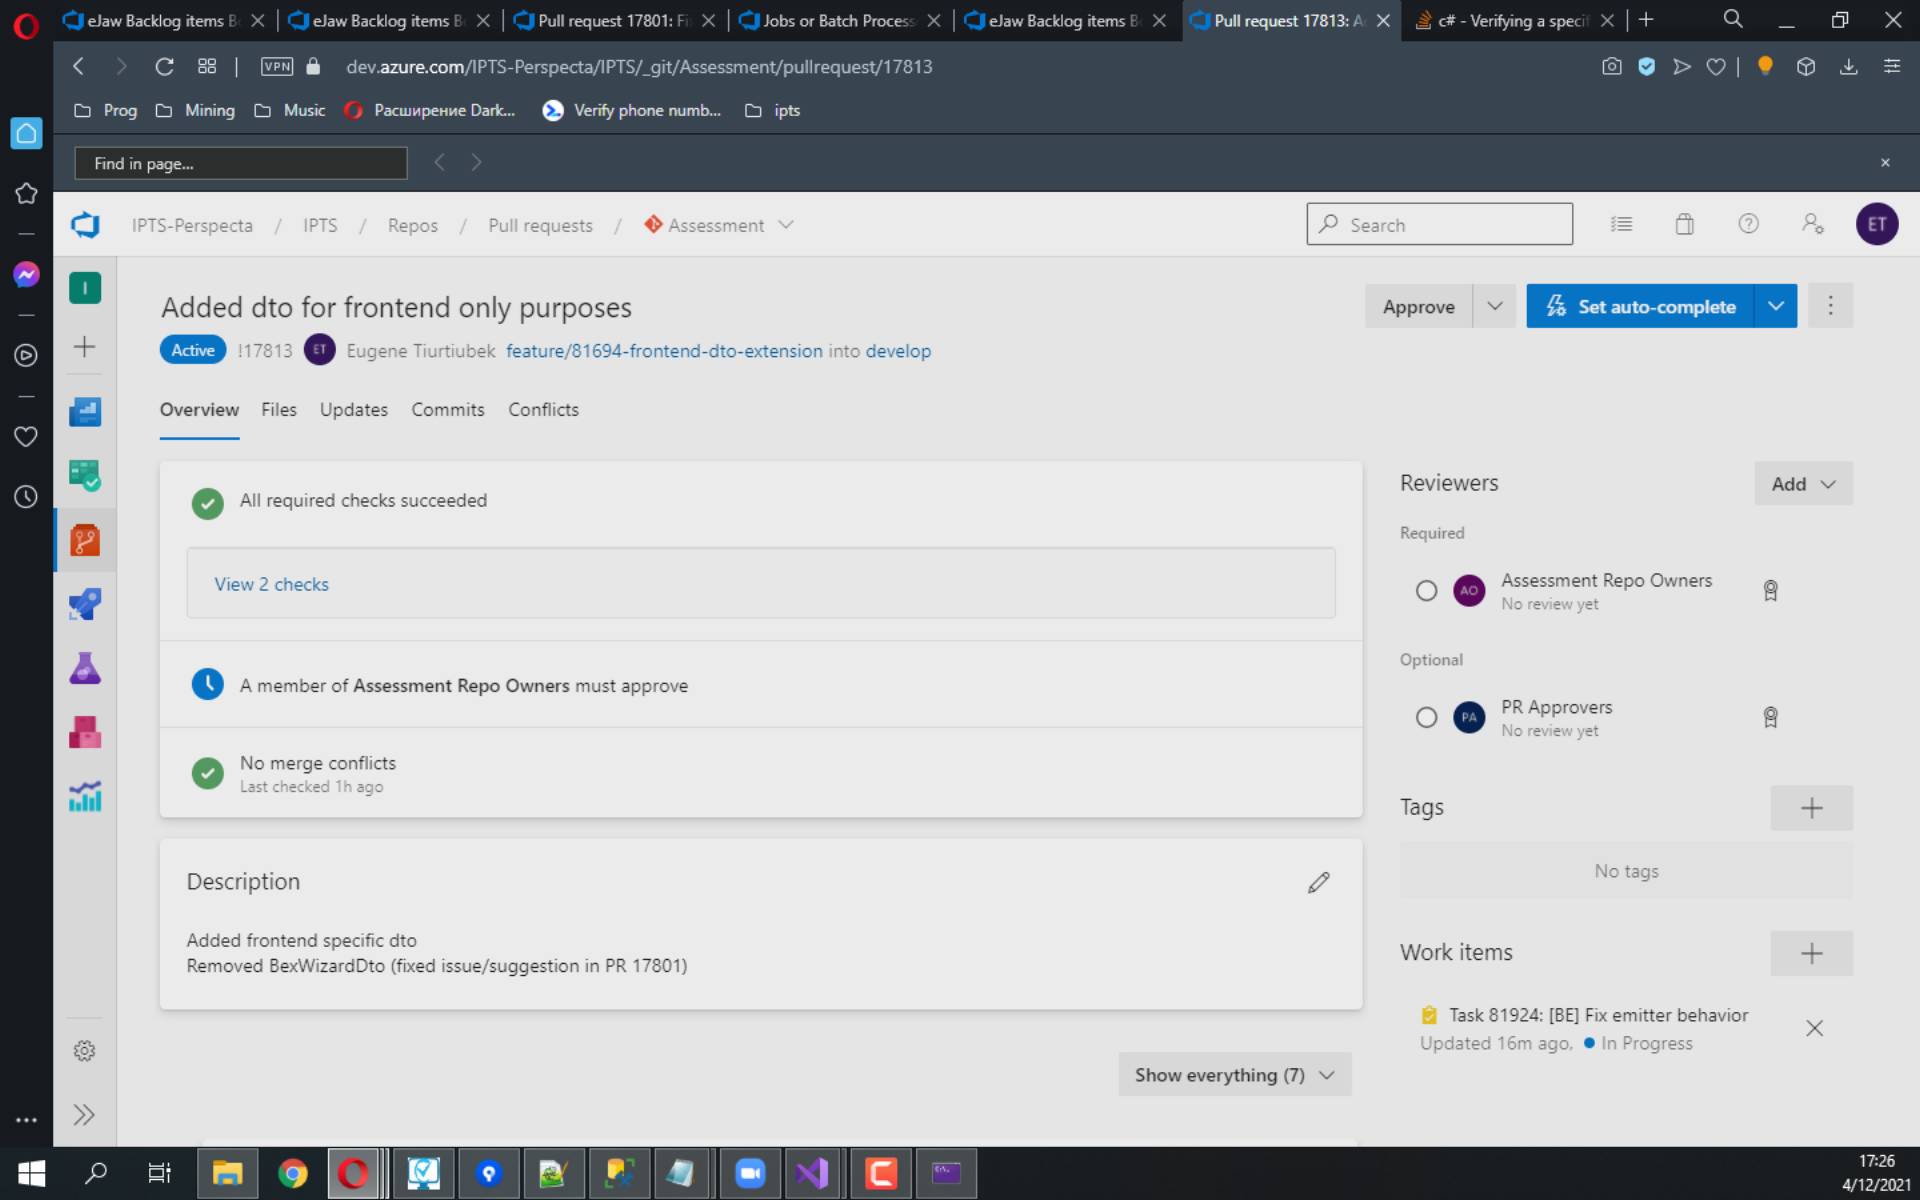 eJaw Backlog items B
eJaw Backlog items B
Pull request 17801: Fi
Jobs or Batch Process
eJaw Backlog items B
Pull request 17813: A
c# - Verifying a specif
VPN
dev.azure.com/IPTS-Perspecta/IPTS/_git/Assessment/pullrequest/17813
Prog
Mining
Music
Расширение Dark...
Verify phone numb...
ipts
Find in page...
IPTS-Perspecta / IPTS / Repos / Pull requests / Assessment
Search
ET
I
Added dto for frontend only purposes
Approve
Set auto-complete
Active !17813 ET Eugene Tiurtiubek feature/81694-frontend-dto-extension into develop
Overview Files Updates Commits Conflicts
All required checks succeeded
View 2 checks
A member of Assessment Repo Owners must approve
No merge conflicts
Last checked 1h ago
Description
Added frontend specific dto
Removed BexWizardDto (fixed issue/suggestion in PR 17801)
Show everything (7)
Reviewers
Add
Required
AO
Assessment Repo Owners
No review yet
Optional
PA
PR Approvers
No review yet
Tags
No tags
Work items
Task 81924: [BE] Fix emitter behavior
Updated 16m ago, In Progress
17:26
4/12/2021